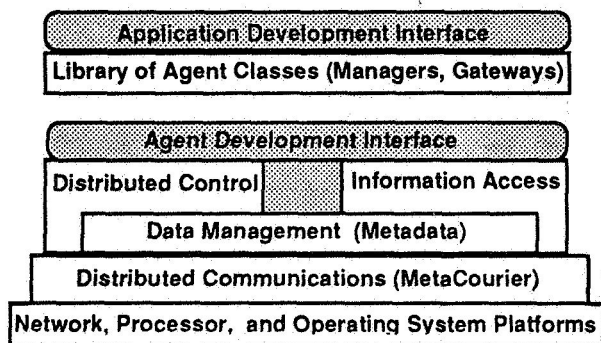 Application Development Interface
Library of Agent Classes (Managers, Gateways)
Agent Development Interface
Distributed Control
Information Access
Data Management (Metadata)
Distributed Communications (MetaCourier)
Network, Processor, and Operating System Platforms